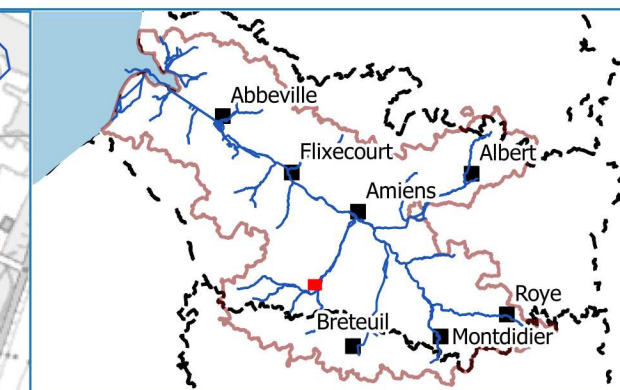 Abbeville
Flixecourt
Albert
Amiens
Roye
Breteuil
Montdidier